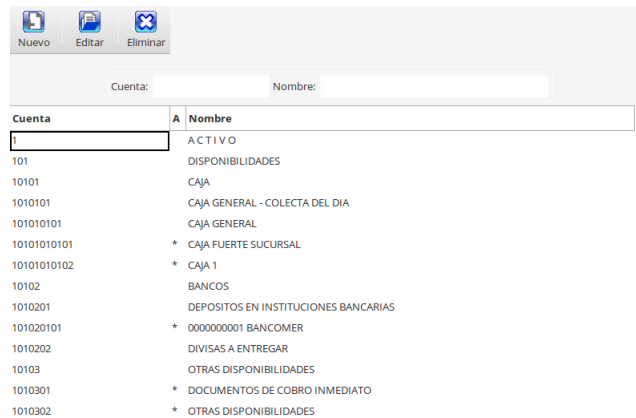 Nuevo Editar Eliminar
Cuenta: Nombre:
Cuenta A Nombre
1 A C T I V O
101 DISPONIBILIDADES
10101 CAJA
1010101 CAJA GENERAL - COLECTA DEL DIA
101010101 CAJA GENERAL
10101010101 * CAJA FUERTE SUCURSAL
10101010102 * CAJA 1
10102 BANCOS
1010201 DEPOSITOS EN INSTITUCIONES BANCARIAS
101020101 * 0000000001 BANCOMER
1010202 DIVISAS A ENTREGAR
10103 OTRAS DISPONIBILIDADES
1010301 * DOCUMENTOS DE COBRO INMEDIATO
1010302 * OTRAS DISPONIBILIDADES